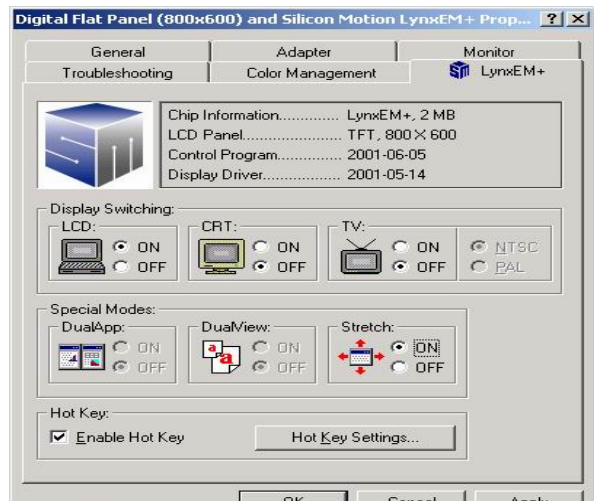 Digital Flat Panel (800x600) and Silicon Motion LynxEM+ Prop...
General Adapter Monitor
Troubleshooting Color Management SM LynxEM+
SM
Chip Information.............. LynxEM+, 2 MB
LCD Panel...................... TFT, 800 X 600
Control Program.............. 2001-06-05
Display Driver................. 2001-05-14
Display Switching:
LCD: CRT: TV:
ON ON ON NTSC
OFF OFF OFF PAL
Special Modes:
DualApp: DualView: Stretch:
a ON ON ON
a OFF OFF OFF
Hot Key:
Enable Hot Key Hot Key Settings...
OK Cancel Apply